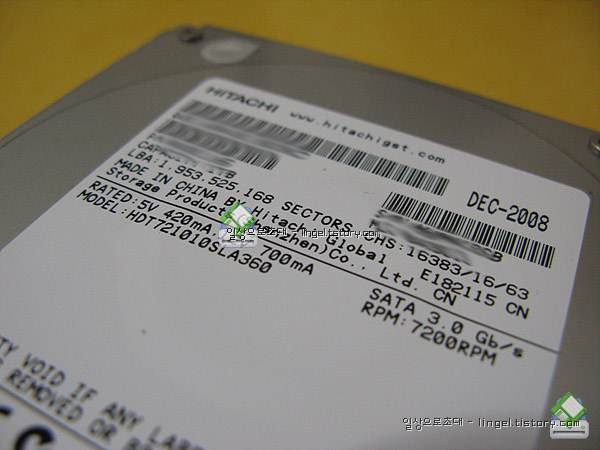 HITACHI www.hitachigst.com
DEC-2008
LBA:1,953,525,168 SECTORS CHS:16383/16/63
MADE IN CHINA BY Hitachi Global E182115 CN
Storage Products Co., Ltd. CN
RATED:5V 420mA 700mA
SATA 3.0 Gb/s
MODEL:HDT721010SLA360
RPM:7200RPM
VOID IF ANY
REMOVED OR
일상으로초대 - lingel.tistory.com
일상으로초대 - lingel.tistory.com